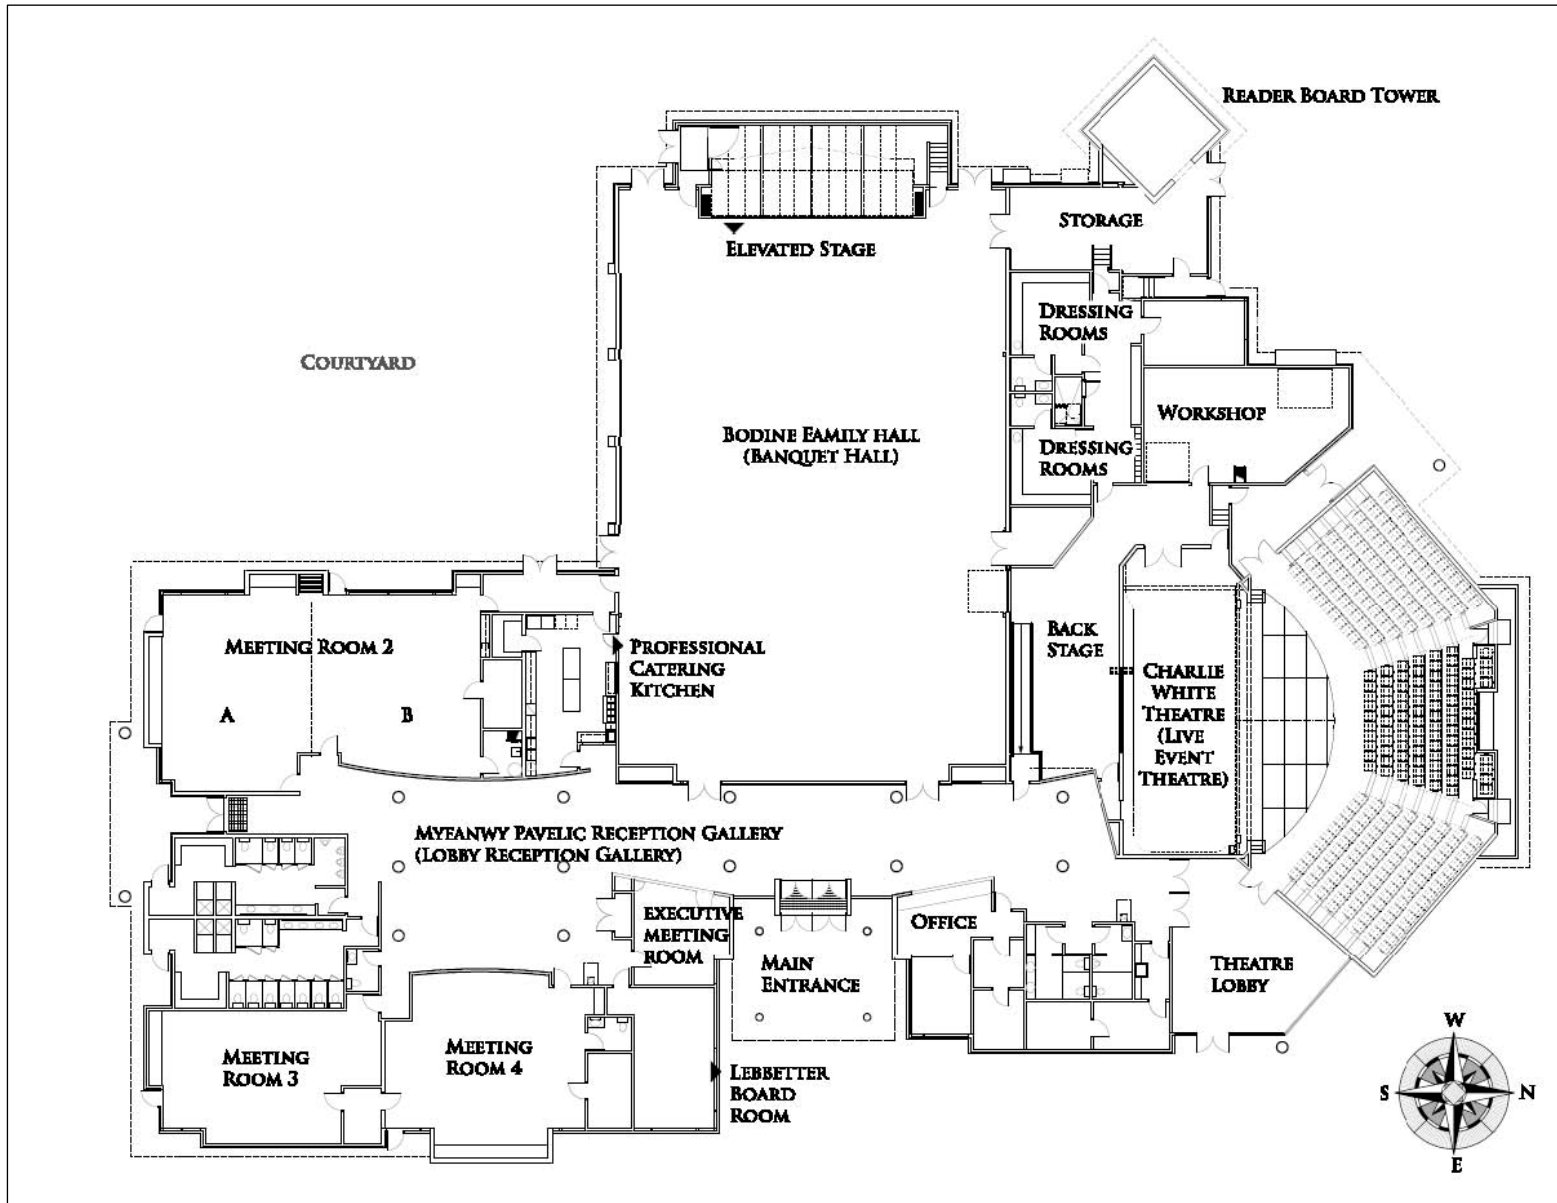 READER BOARD TOWER
STORAGE
ELEVATED STAGE
DRESSING
ROOMS
COURTYARD
WORKSHOP
BODINE FAMILY HALL
(BANQUET HALL)
DRESSING
ROOMS
MEETING ROOM 2
A
B
PROFESSIONAL
CATERING
KITCHEN
BACK
STAGE
CHARLIE
WHITE
THEATRE
(LIVE
EVENT
THEATRE)
MYFANWY PAVELIC RECEPTION GALLERY
(LOBBY RECEPTION GALLERY)
EXECUTIVE
MEETING
ROOM
OFFICE
MAIN
ENTRANCE
THEATRE
LOBBY
MEETING
ROOM 3
MEETING
ROOM 4
LEBBETTER
BOARD
ROOM
W
S
N
E